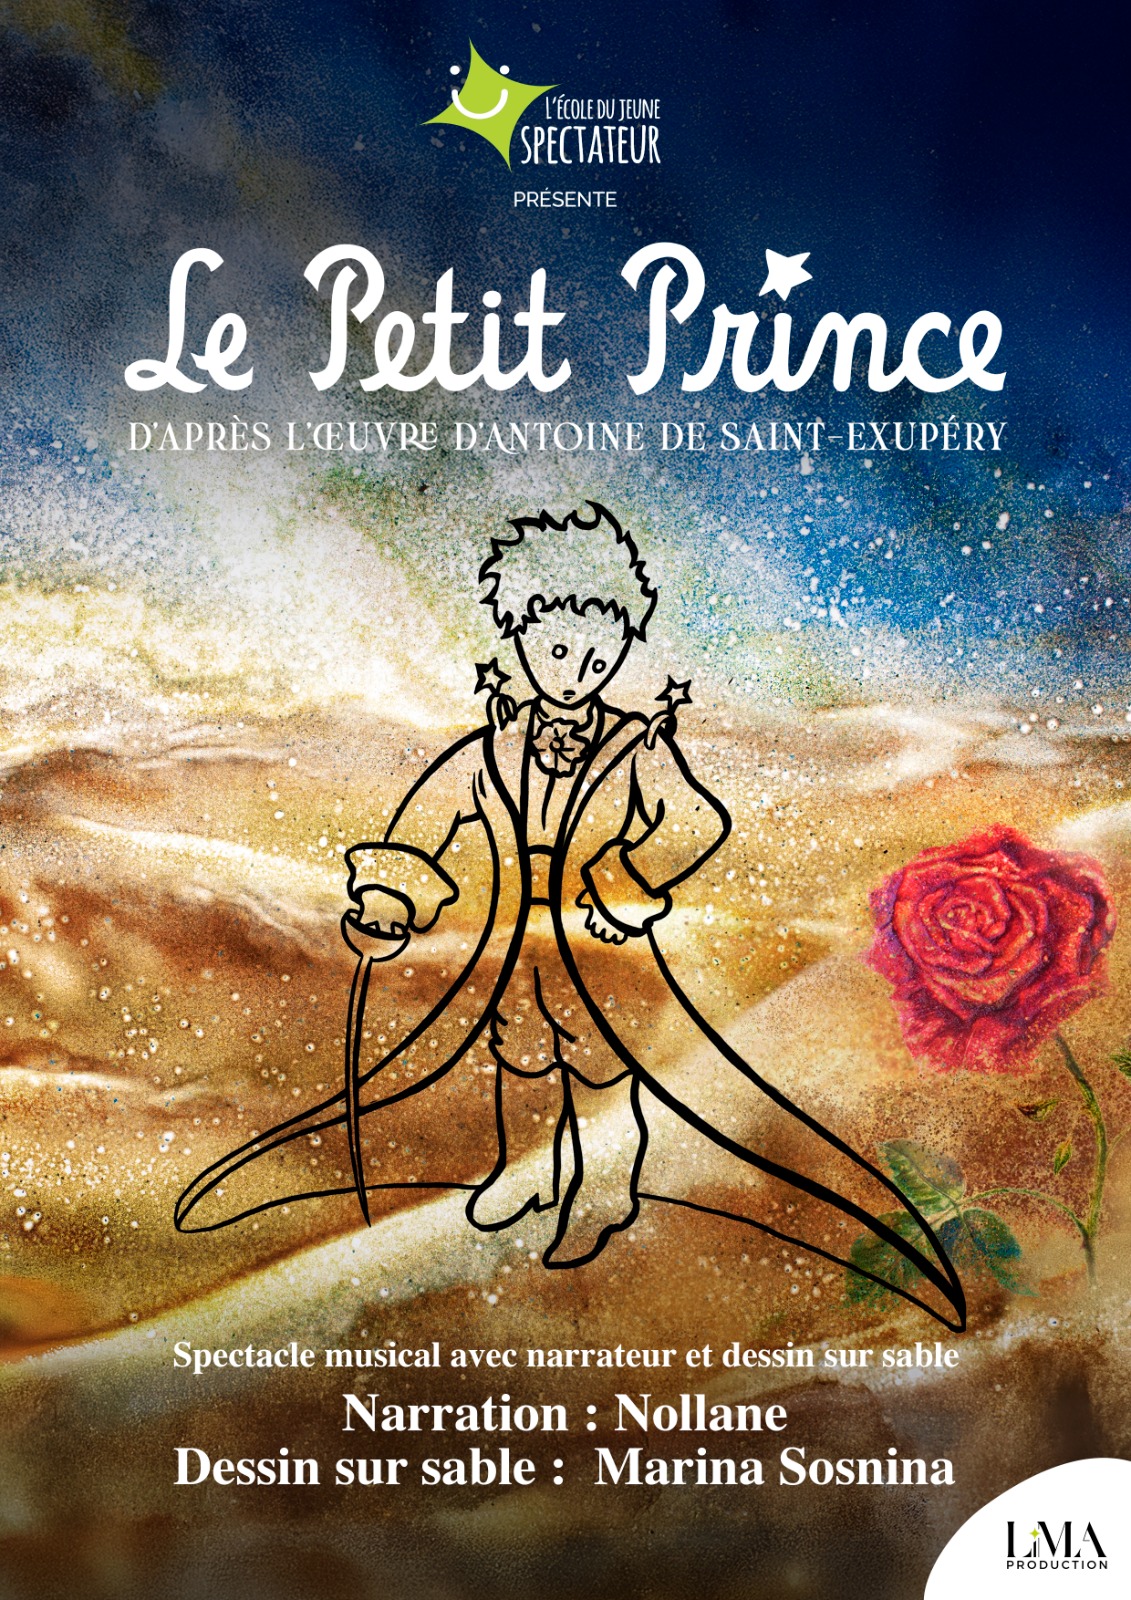 L'ÉCOLE DU JEUNE
SPECTATEUR
PRÉSENTE
Le Petit Prince
D'APRÈS L'ŒUVRE D'ANTOINE DE SAINT-EXUPÉRY
Spectacle musical avec narrateur et dessin sur sable
Narration : Nollane
Dessin sur sable : Marina Sosnina
LMA
PRODUCTION